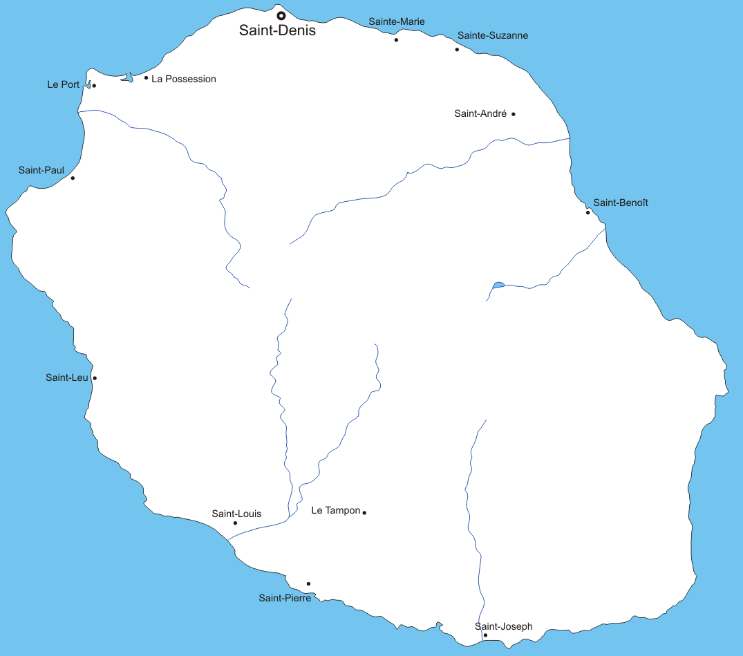 Sainte-Marie
Saint-Denis
Sainte-Suzanne
La Possession
Le Port
Saint-André
Saint-Paul
Saint-Benoît
Saint-Leu
Le Tampon
Saint-Louis
Saint-Pierre
Saint-Joseph